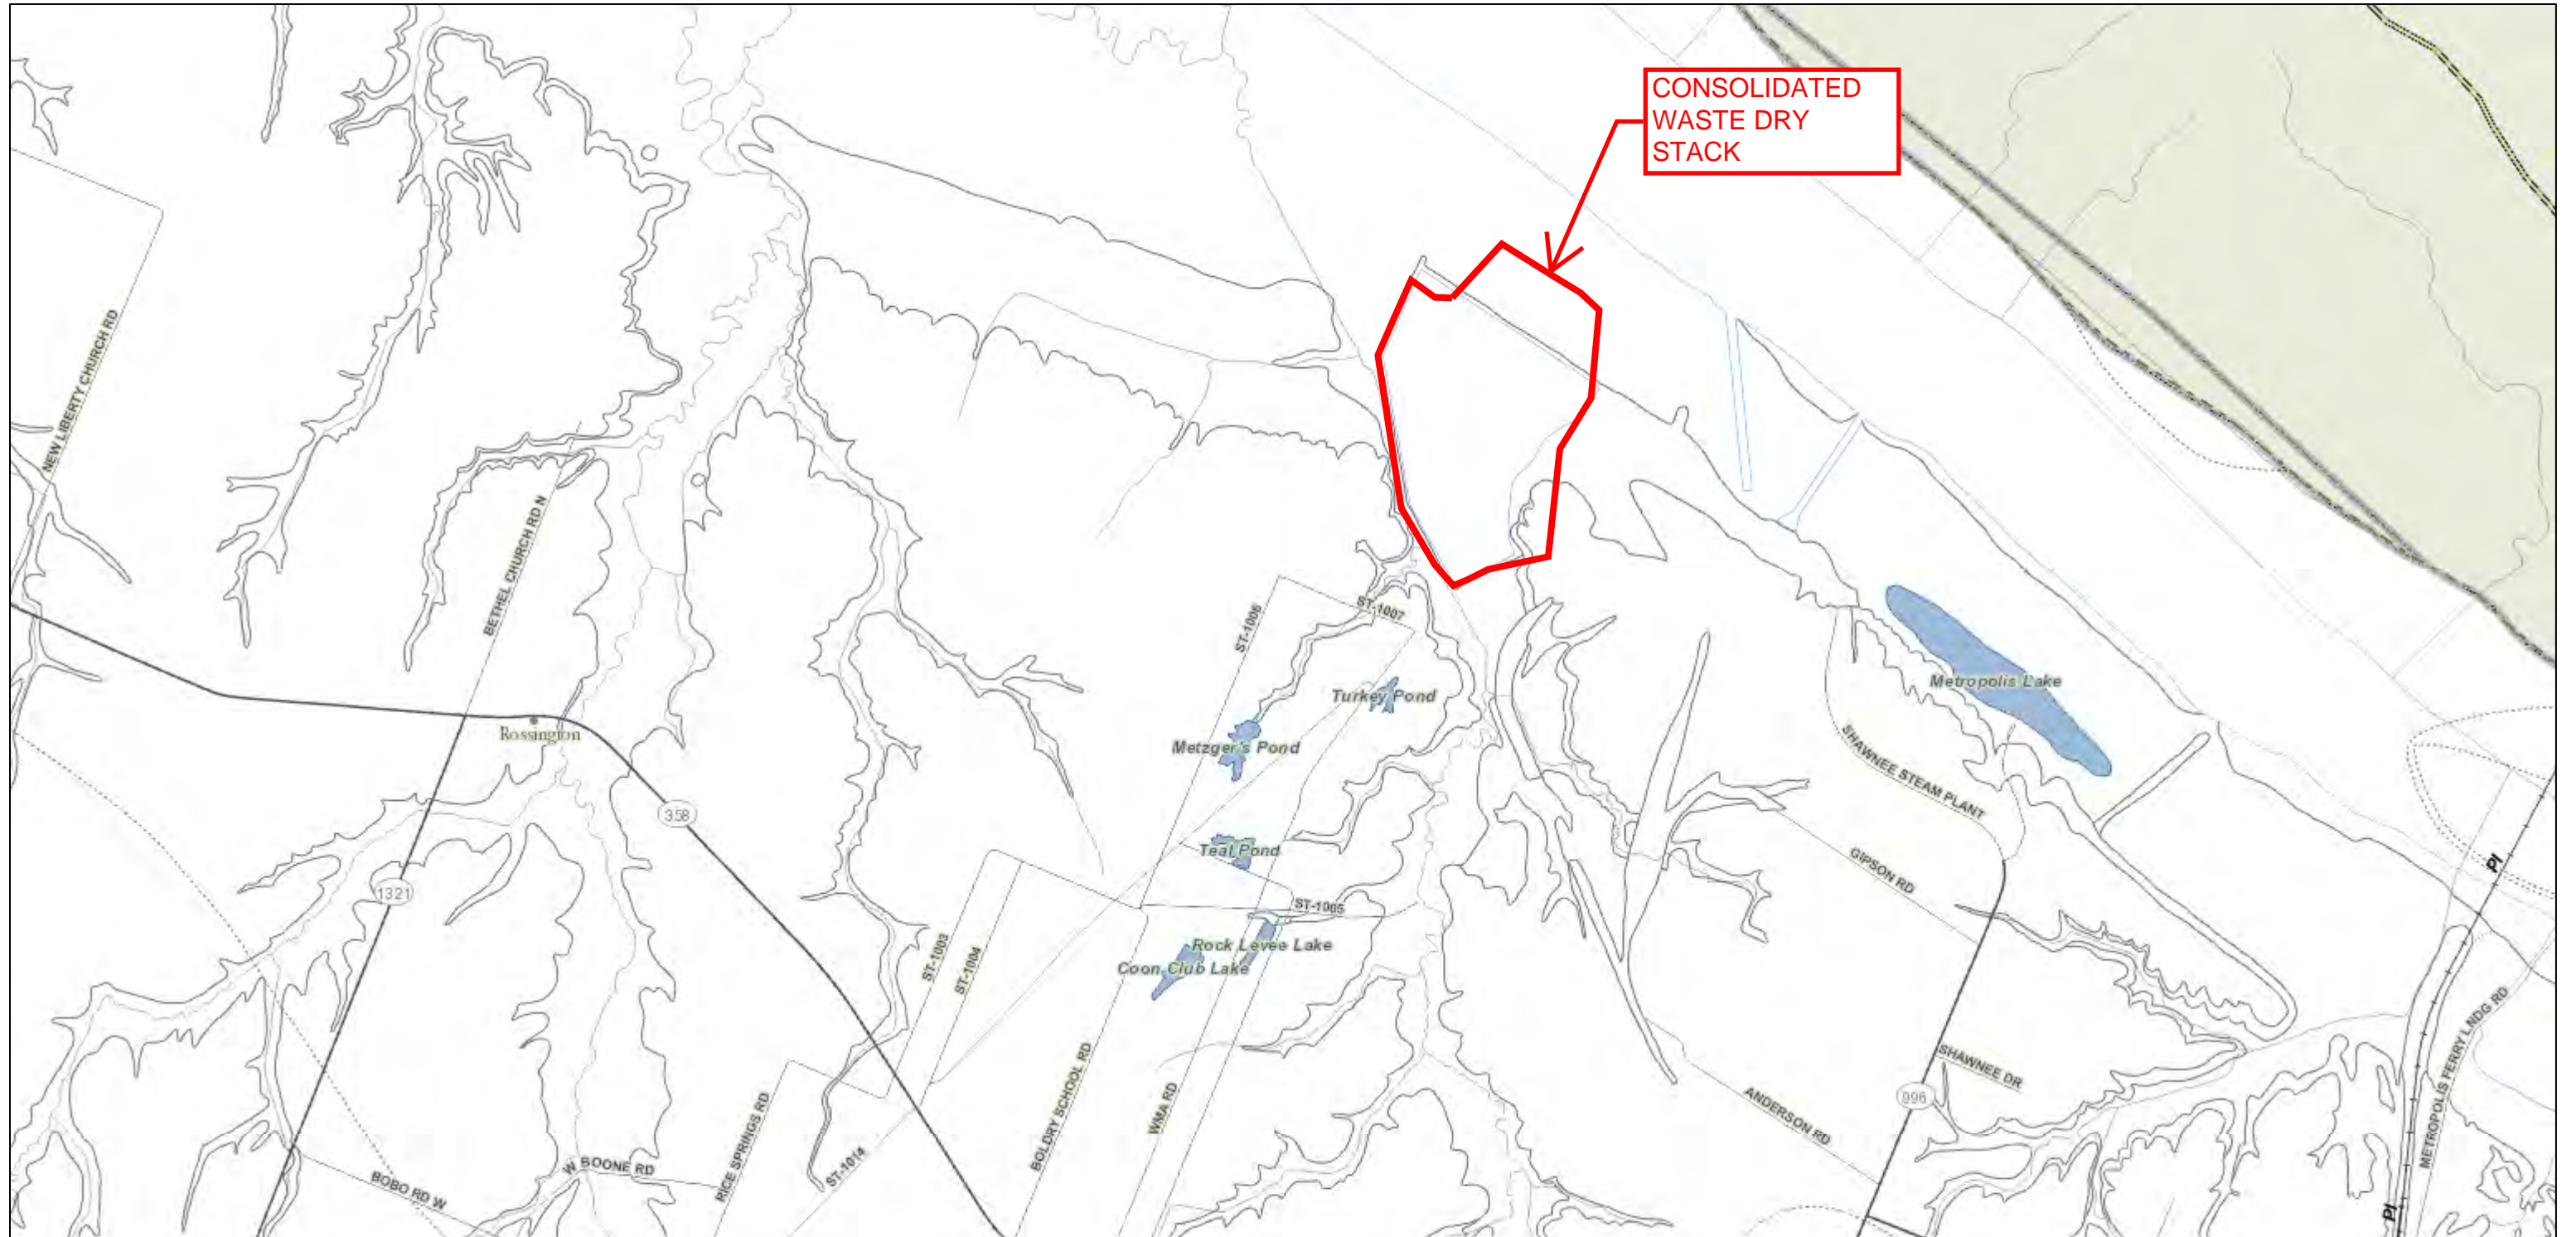 CONSOLIDATED
WASTE DRY
STACK
NEW LIBERTY CHURCH RD
BETHEL CHURCH RD N
ST-1006
ST-1007
Turkey Pond
Metropolis Lake
Rossington
Metzger's Pond
SHAWNEE STEAM PLANT
358
Teal Pond
GIPSON RD
PI
1321
ST-1005
ST-1003
ST-1004
Rock Levee Lake
Coon Club Lake
METROPOLIS FERRY LNDG RD
SHAWNEE DR
996
BOLDRY SCHOOL RD
WMA RD
ANDERSON RD
RICE SPRINGS RD
ST-1014
W BOONE RD
BOBO RD W
PI